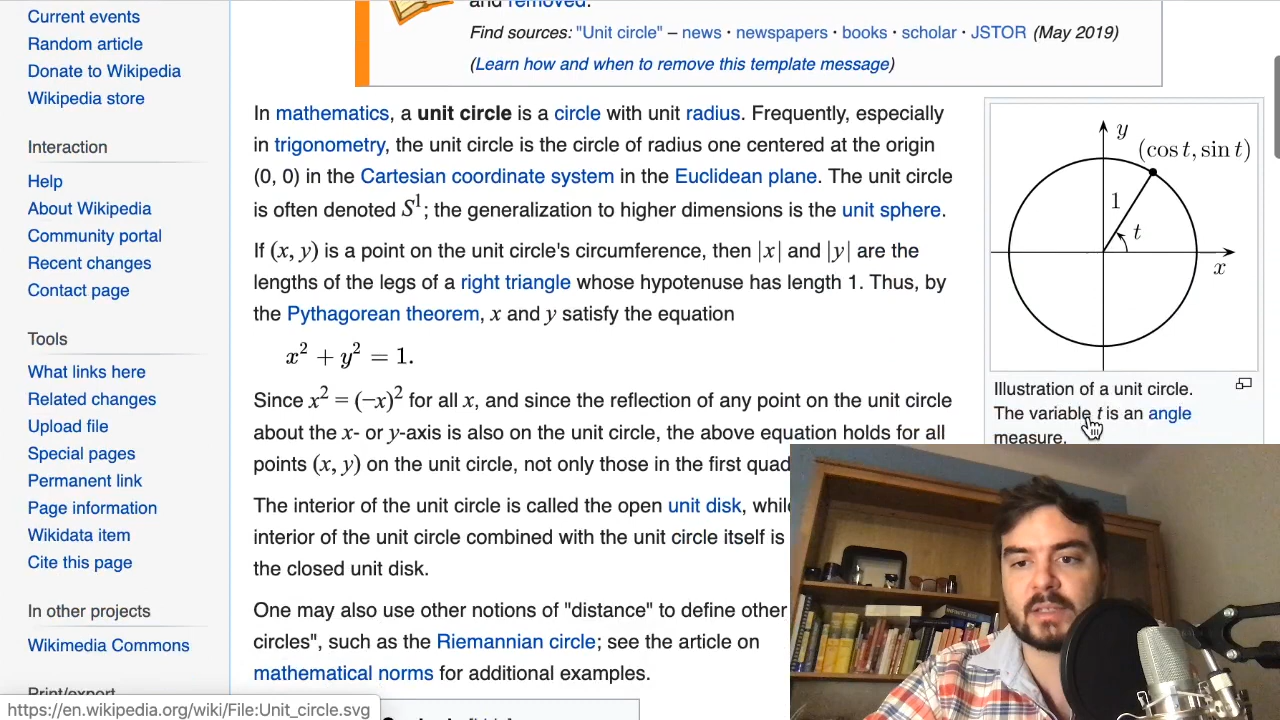 Current events
Random article
Donate to Wikipedia
Wikipedia store
Interaction
Help
About Wikipedia
Community portal
Recent changes
Contact page
Tools
What links here
Related changes
Upload file
Special pages
Permanent link
Page information
Wikidata item
Cite this page
In other projects
Wikimedia Commons
Print/export
https://en.wikipedia.org/wiki/File:Unit_circle.svg
and removed.
Find sources: "Unit circle" – news · newspapers · books · scholar · JSTOR (May 2019)
(Learn how and when to remove this template message)
In mathematics, a unit circle is a circle with unit radius. Frequently, especially
in trigonometry, the unit circle is the circle of radius one centered at the origin
(0, 0) in the Cartesian coordinate system in the Euclidean plane. The unit circle
is often denoted S¹; the generalization to higher dimensions is the unit sphere.
If (x, y) is a point on the unit circle's circumference, then |x| and |y| are the
lengths of the legs of a right triangle whose hypotenuse has length 1. Thus, by
the Pythagorean theorem, x and y satisfy the equation
x² + y² = 1.
Since x² = (−x)² for all x, and since the reflection of any point on the unit circle
about the x- or y-axis is also on the unit circle, the above equation holds for all
points (x, y) on the unit circle, not only those in the first quad
The interior of the unit circle is called the open unit disk, while
interior of the unit circle combined with the unit circle itself is
the closed unit disk.
One may also use other notions of "distance" to define other
circles", such as the Riemannian circle; see the article on
mathematical norms for additional examples.
y
(cos t, sin t)
1
t
x
Illustration of a unit circle.
The variable t is an angle
measure.